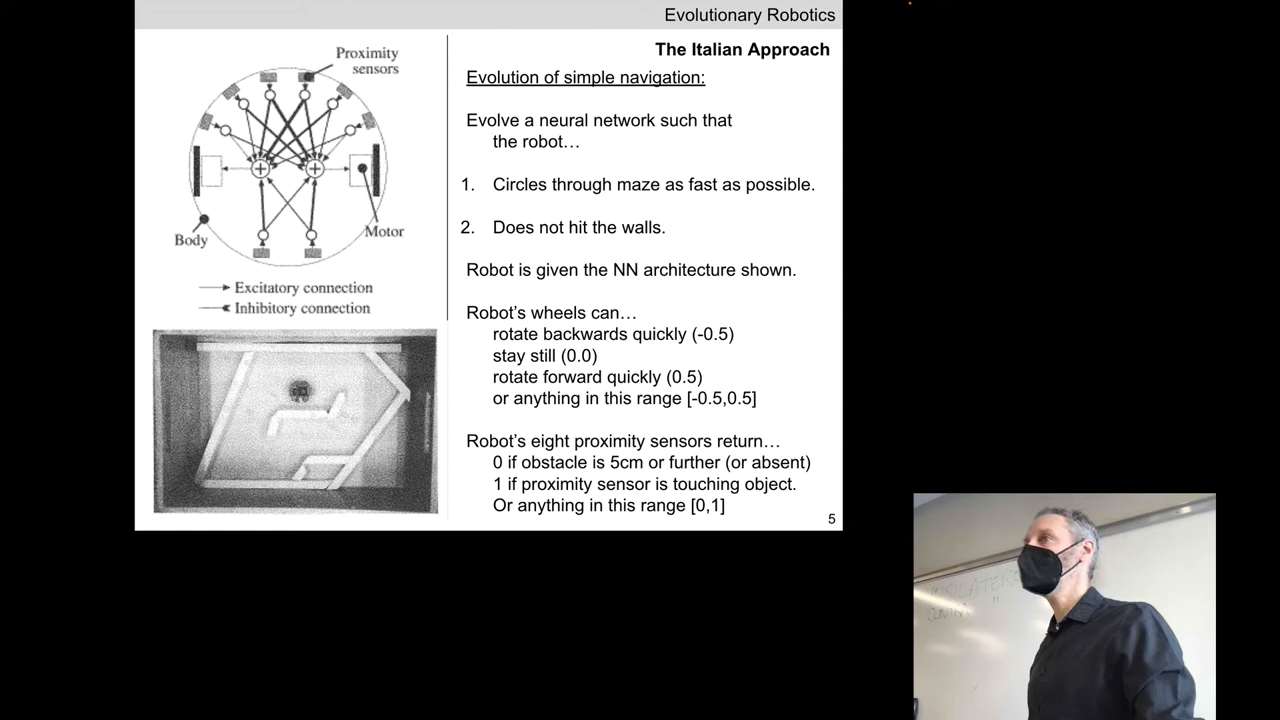 Evolutionary Robotics
The Italian Approach
Proximity
sensors
Body
Motor
Excitatory connection
Inhibitory connection
Evolution of simple navigation:
Evolve a neural network such that
the robot…
1. Circles through maze as fast as possible.
2. Does not hit the walls.
Robot is given the NN architecture shown.
Robot's wheels can…
rotate backwards quickly (-0.5)
stay still (0.0)
rotate forward quickly (0.5)
or anything in this range [-0.5,0.5]
Robot's eight proximity sensors return…
0 if obstacle is 5cm or further (or absent)
1 if proximity sensor is touching object.
Or anything in this range [0,1]
5